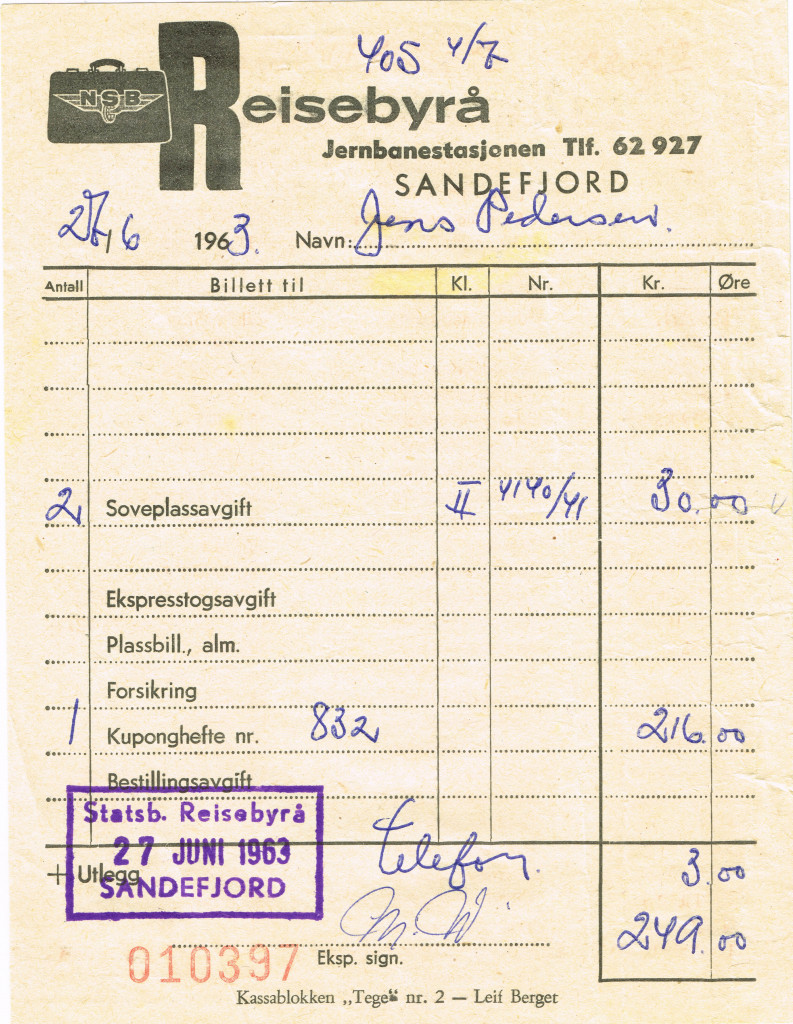 405 4/7
NSB
Reisebyrå
Jernbanestasjonen Tlf. 62 927
SANDEFJORD
27/6 1963. Navn: Jens Pedersen.
Antall Billett til Kl. Nr. Kr. Øre
2 Soveplassavgift II 4140/41 30.00
Ekspresstogsavgift
Plassbill., alm.
Forsikring
1 Kuponghefte nr. 832 216.00
Bestillingsavgift
Statsb. Reisebyrå
27 JUNI 1963
SANDEFJORD
+ Utlegg telefon. 3.00
249.00
010397 Eksp. sign.
Kassablokken „Tege“ nr. 2 — Leif Berget